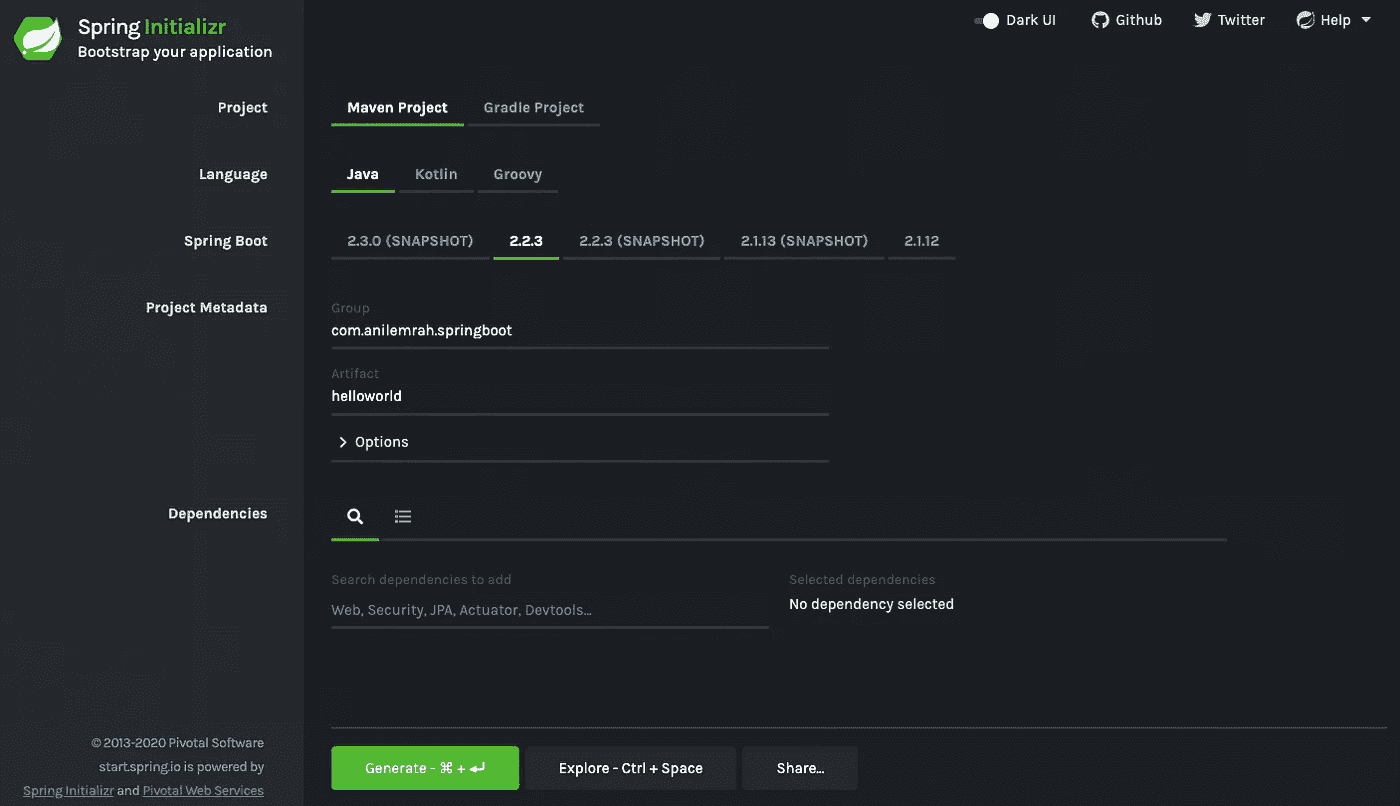 Spring Initializr
Bootstrap your application
Dark UI
Github
Twitter
Help
Project
Maven Project
Gradle Project
Language
Java
Kotlin
Groovy
Spring Boot
2.3.0 (SNAPSHOT)
2.2.3
2.2.3 (SNAPSHOT)
2.1.13 (SNAPSHOT)
2.1.12
Project Metadata
Group
com.anilemrah.springboot
Artifact
helloworld
Options
Dependencies
Search dependencies to add
Web, Security, JPA, Actuator, Devtools...
Selected dependencies
No dependency selected
© 2013-2020 Pivotal Software
start.spring.io is powered by
Spring Initializr and Pivotal Web Services
Generate - ⌘ + ⏎
Explore - Ctrl + Space
Share...